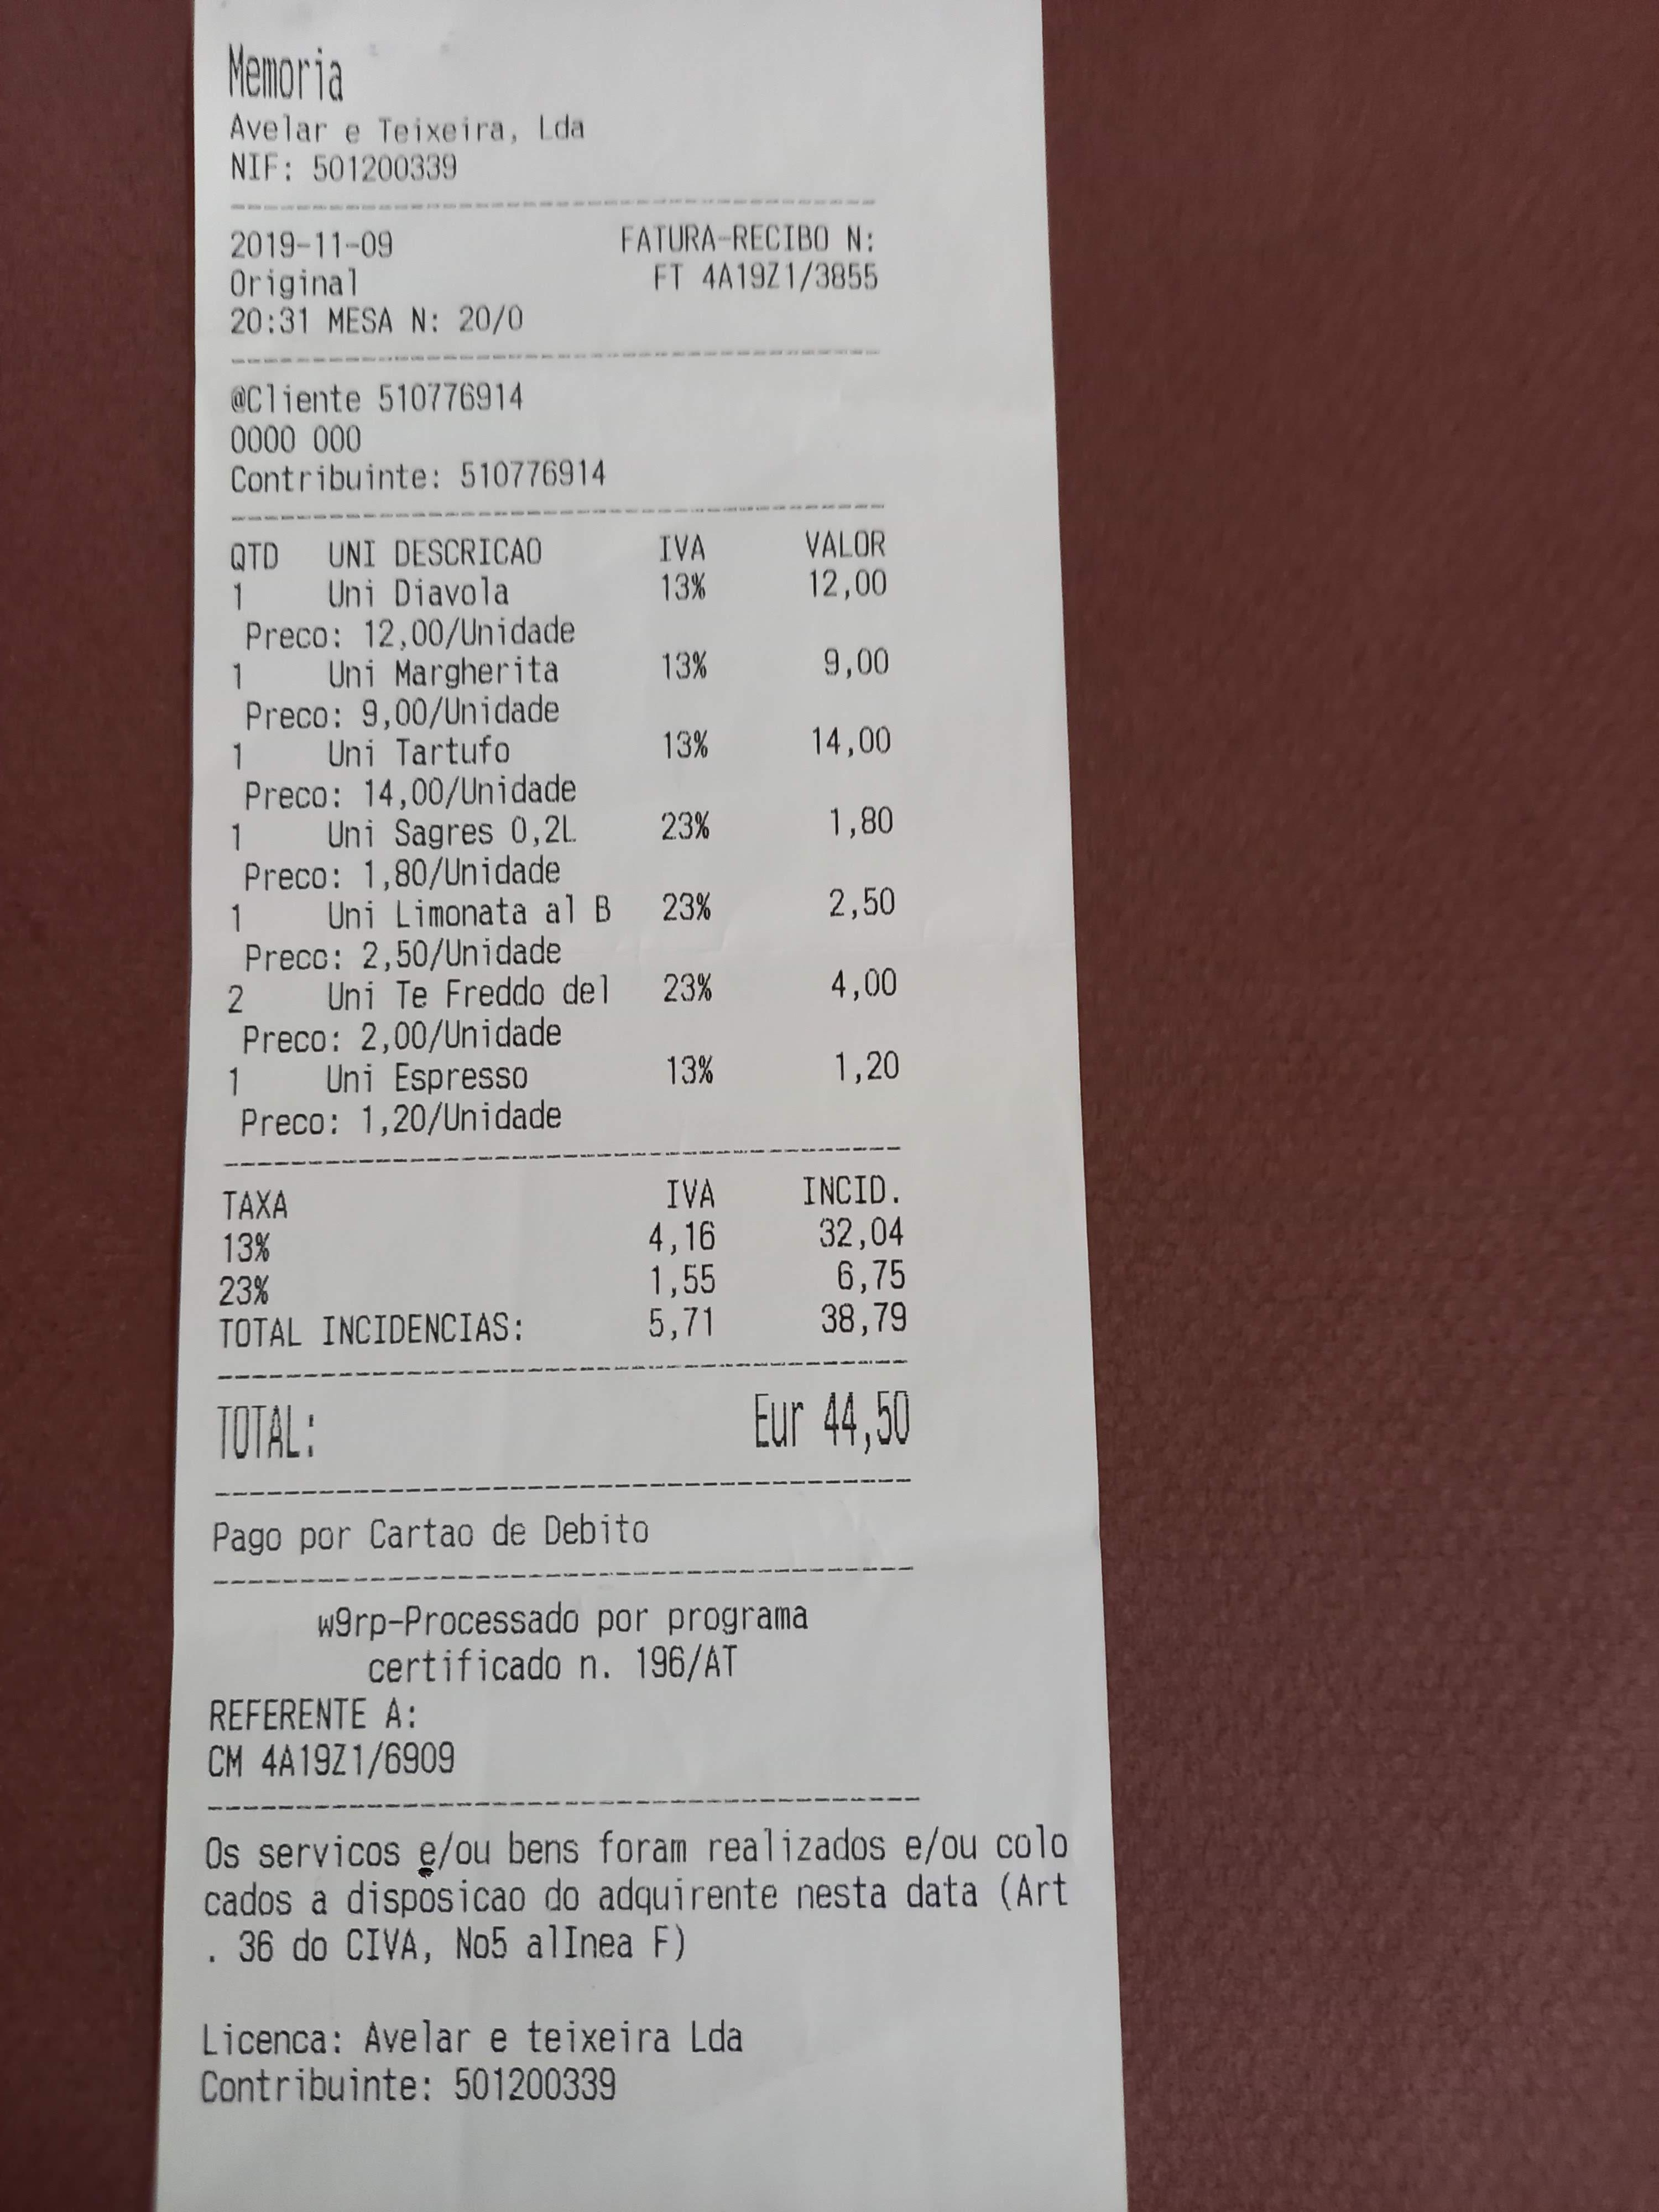 Memoria
Avelar e Teixeira, Lda
NIF: 501200339
2019-11-09 FATURA-RECIBO N:
Original FT 4A19Z1/3855
20:31 MESA N: 20/0
@Cliente 510776914
0000 000
Contribuinte: 510776914
QTD UNI DESCRICAO IVA VALOR
1 Uni Diavola 13% 12,00
Preco: 12,00/Unidade
1 Uni Margherita 13% 9,00
Preco: 9,00/Unidade
1 Uni Tartufo 13% 14,00
Preco: 14,00/Unidade
1 Uni Sagres 0,2L 23% 1,80
Preco: 1,80/Unidade
1 Uni Limonata al B 23% 2,50
Preco: 2,50/Unidade
2 Uni Te Freddo del 23% 4,00
Preco: 2,00/Unidade
1 Uni Espresso 13% 1,20
Preco: 1,20/Unidade
TAXA IVA INCID.
13% 4,16 32,04
23% 1,55 6,75
TOTAL INCIDENCIAS: 5,71 38,79
TOTAL: Eur 44,50
Pago por Cartao de Debito
w9rp-Processado por programa
certificado n. 196/AT
REFERENTE A:
CM 4A19Z1/6909
Os servicos e/ou bens foram realizados e/ou colo
cados a disposicao do adquirente nesta data (Art
. 36 do CIVA, No5 alInea F)
Licenca: Avelar e teixeira Lda
Contribuinte: 501200339